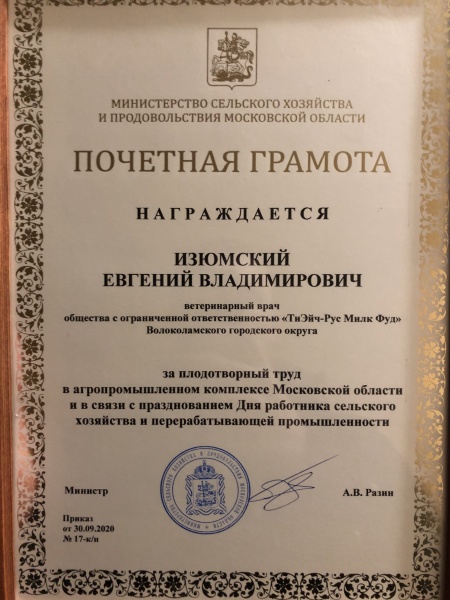 МИНИСТЕРСТВО СЕЛЬСКОГО ХОЗЯЙСТВА
И ПРОДОВОЛЬСТВИЯ МОСКОВСКОЙ ОБЛАСТИ
ПОЧЕТНАЯ ГРАМОТА
НАГРАЖДАЕТСЯ
ИЗЮМСКИЙ
ЕВГЕНИЙ ВЛАДИМИРОВИЧ
ветеринарный врач
общества с ограниченной ответственностью «ТиЭйч-Рус Милк Фуд»
Волоколамского городского округа
за плодотворный труд
в агропромышленном комплексе Московской области
и в связи с празднованием Дня работника сельского
хозяйства и перерабатывающей промышленности
Министр
А.В. Разин
Приказ
от 30.09.2020
№ 17-к/н